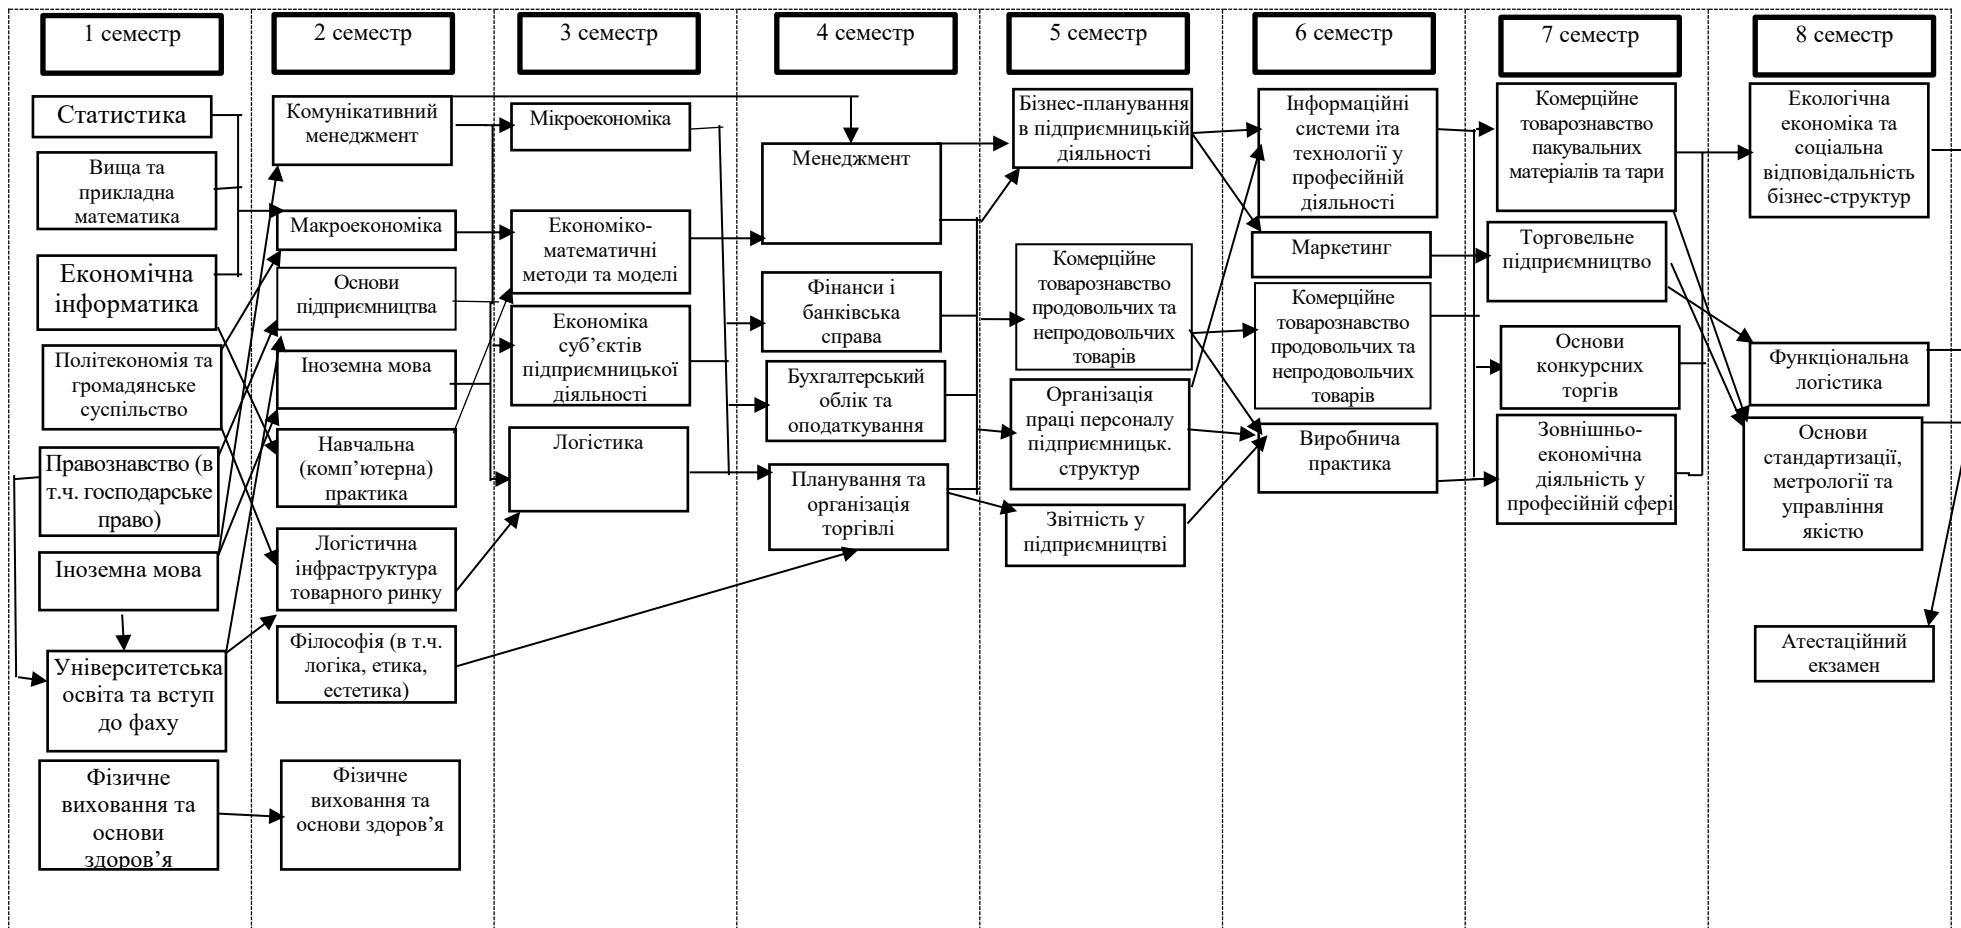 1 семестр
2 семестр
3 семестр
4 семестр
5 семестр
6 семестр
7 семестр
8 семестр
Статистика
Вища та
прикладна
математика
Економічна
інформатика
Політекономія та
громадянське
суспільство
Правознавство (в
т.ч. господарське
право)
Іноземна мова
Університетська
освіта та вступ
до фаху
Фізичне
виховання та
основи
здоров’я
Комунікативний
менеджмент
Макроекономіка
Основи
підприємництва
Іноземна мова
Навчальна
(комп’ютерна)
практика
Логістична
інфраструктура
товарного ринку
Філософія (в т.ч.
логіка, етика,
естетика)
Фізичне
виховання та
основи здоров’я
Мікроекономіка
Економіко-
математичні
методи та моделі
Економіка
суб’єктів
підприємницької
діяльності
Логістика
Менеджмент
Фінанси і
банківська
справа
Бухгалтерський
облік та
оподаткування
Планування та
організація
торгівлі
Бізнес-планування
в підприємницькій
діяльності
Комерційне
товарознавство
продовольчих та
непродовольчих
товарів
Організація
праці персоналу
підприємницьк.
структур
Звітність у
підприємництві
Інформаційні
системи іта
технології у
професійній
діяльності
Маркетинг
Комерційне
товарознавство
продовольчих та
непродовольчих
товарів
Виробнича
практика
Комерційне
товарознавство
пакувальних
матеріалів та тари
Торговельне
підприємництво
Основи
конкурсних
торгів
Зовнішньо-
економічна
діяльність у
професійній сфері
Екологічна
економіка та
соціальна
відповідальність
бізнес-структур
Функціональна
логістика
Основи
стандартизації,
метрології та
управління
якістю
Атестаційний
екзамен